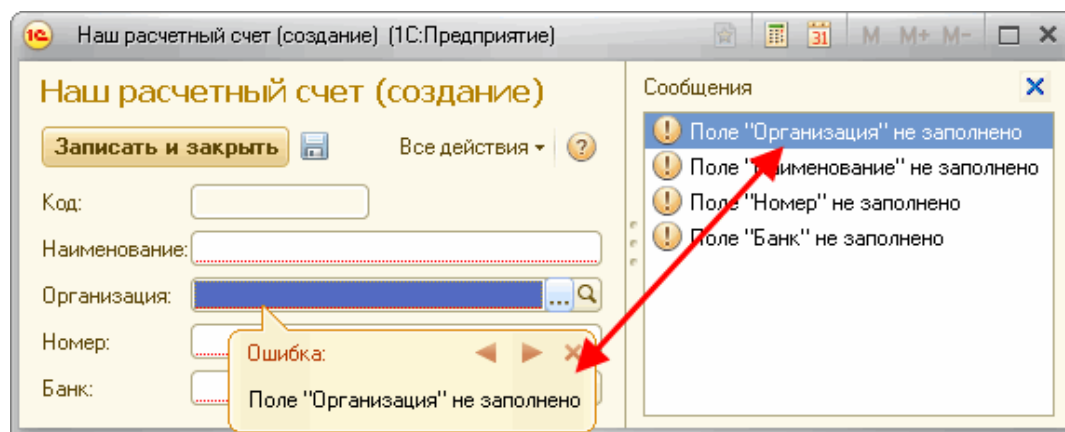 Наш расчетный счет (создание) (1С:Предприятие)
31 M M+ M-
Наш расчетный счет (создание)
Записать и закрыть
Все действия
?
Код:
Наименование:
Организация:
...
Номер:
Банк:
Ошибка:
Поле "Организация" не заполнено
Сообщения
Поле "Организация" не заполнено
Поле "Наименование" не заполнено
Поле "Номер" не заполнено
Поле "Банк" не заполнено